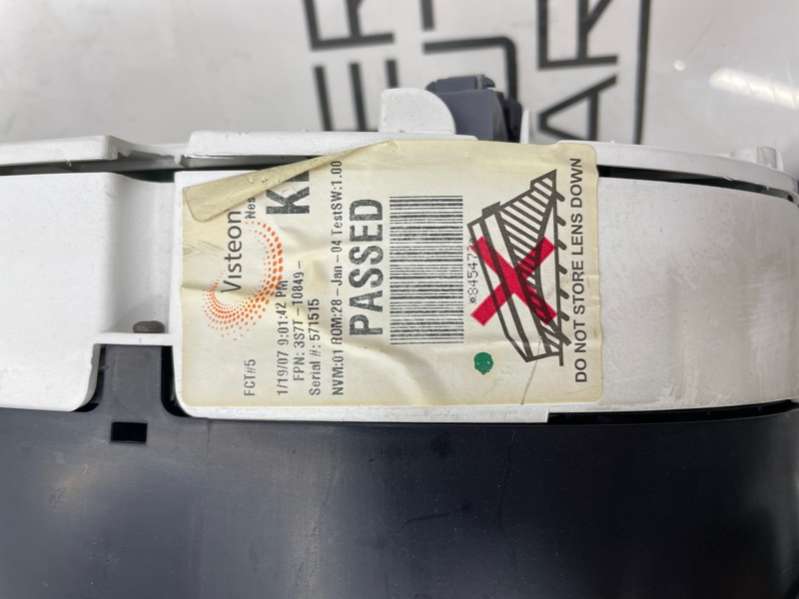 Visteon
FCT#5
1/19/07 9:01:42 PM
FPN: 3S7T-10849-
Serial #: 571515
NVM:01 ROM:28-Jan-04 TestSW:1.00
PASSED
DO NOT STORE LENS DOWN